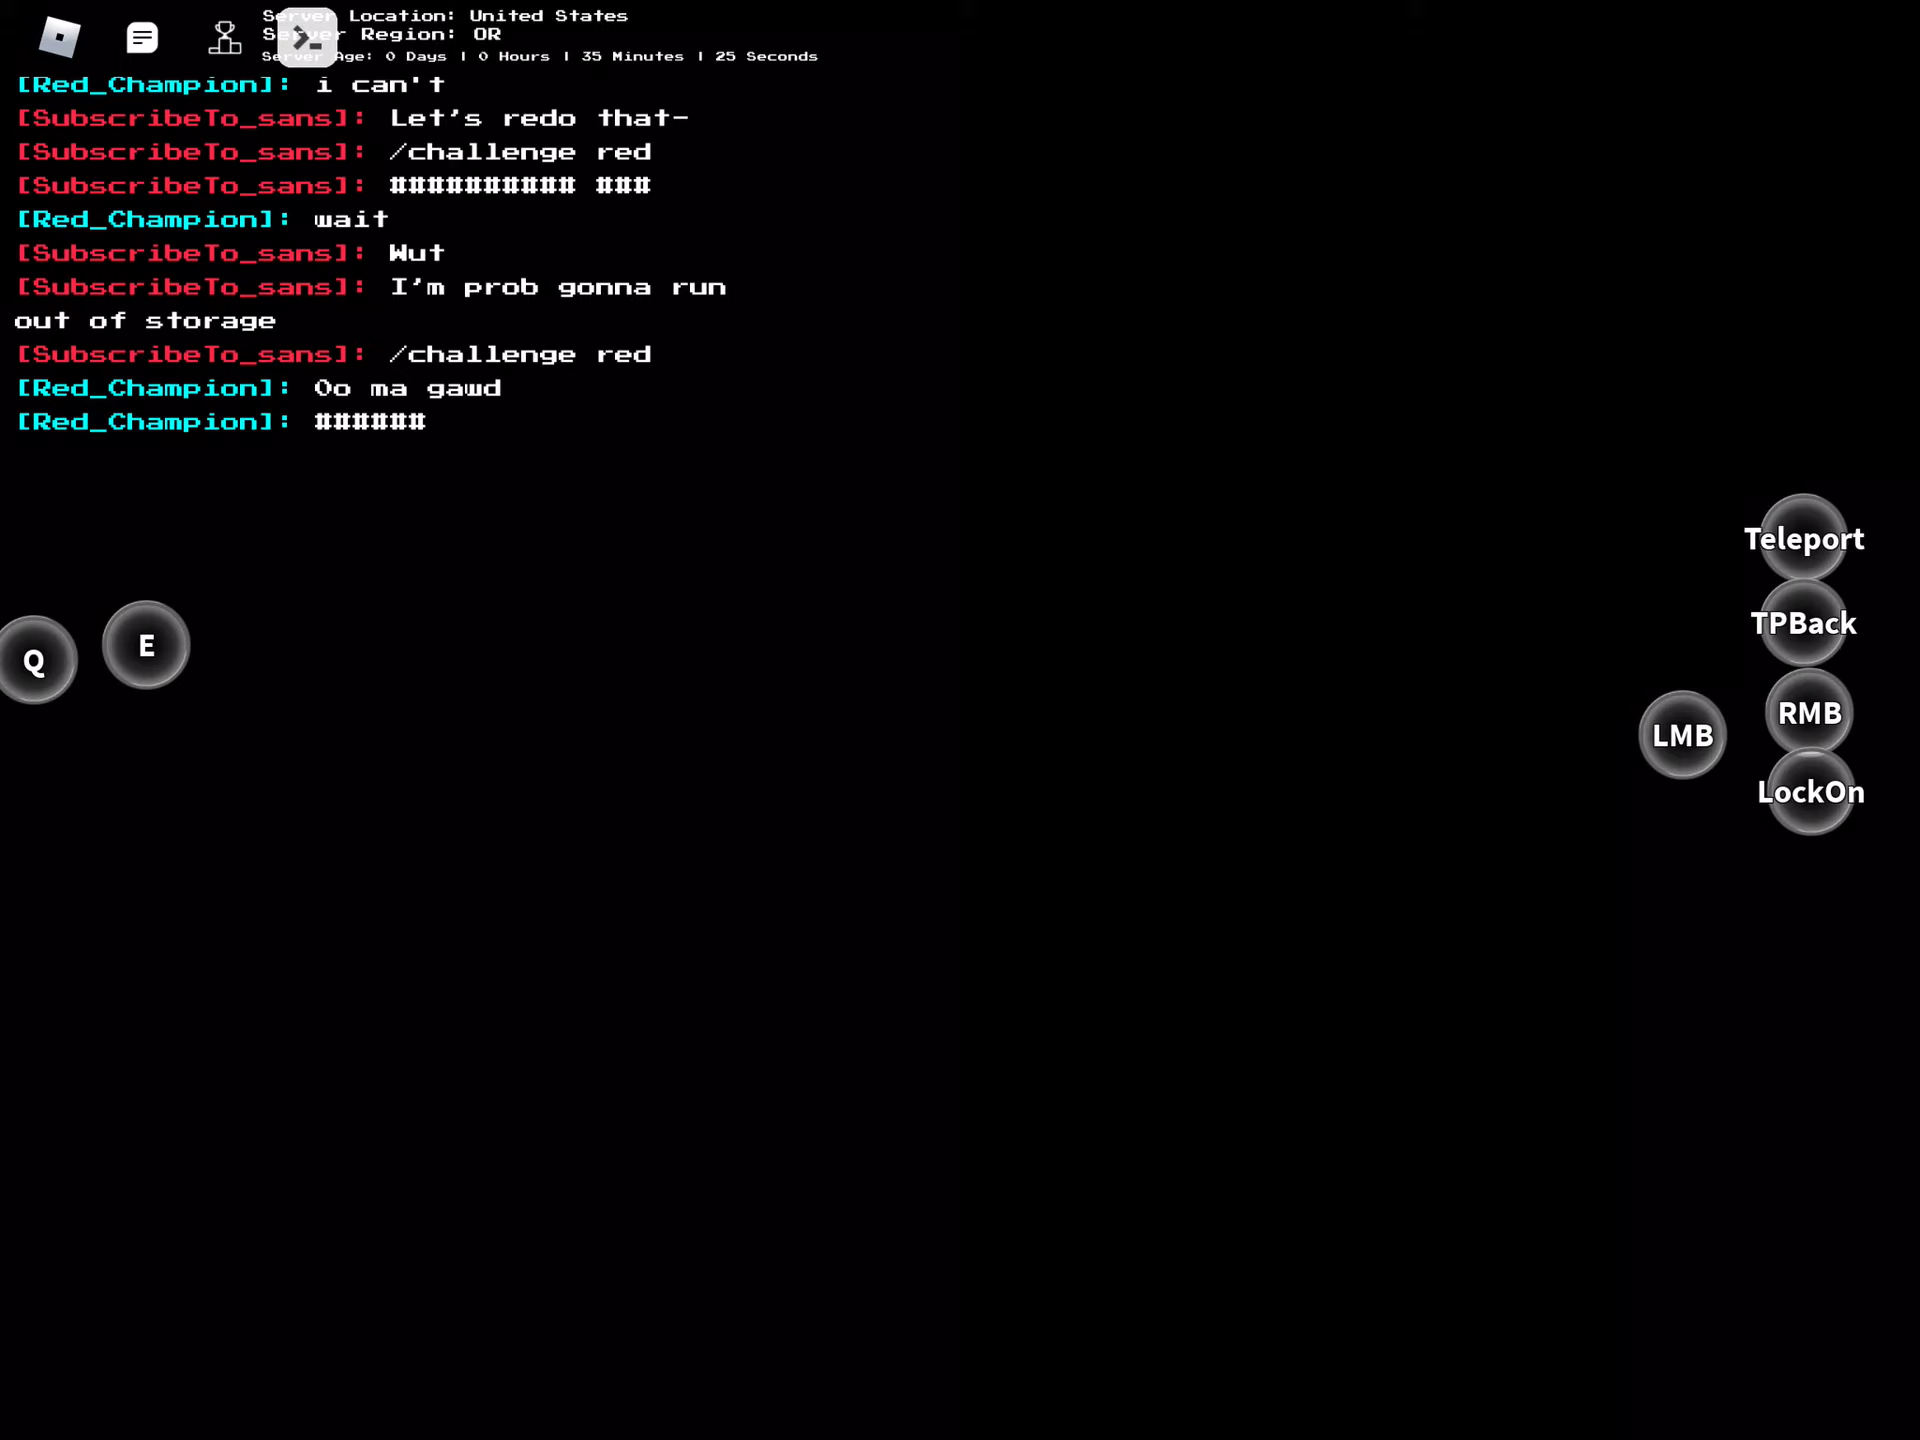 Server Location: United States
Server Region: OR
Server Age: 0 Days | 0 Hours | 35 Minutes | 25 Seconds
[Red_Champion]: i can't
[SubscribeTo_sans]: Let's redo that-
[SubscribeTo_sans]: /challenge red
[SubscribeTo_sans]: ########## ###
[Red_Champion]: wait
[SubscribeTo_sans]: Wut
[SubscribeTo_sans]: I'm prob gonna run
out of storage
[SubscribeTo_sans]: /challenge red
[Red_Champion]: Oo ma gawd
[Red_Champion]: ######
Teleport
TPBack
Q
E
RMB
LMB
LockOn